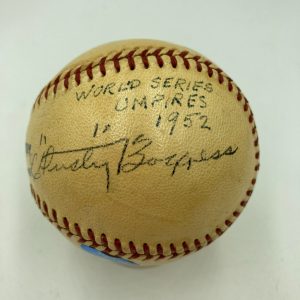 WORLD SERIES
UMPIRES
1952
"Dusty" Boggess